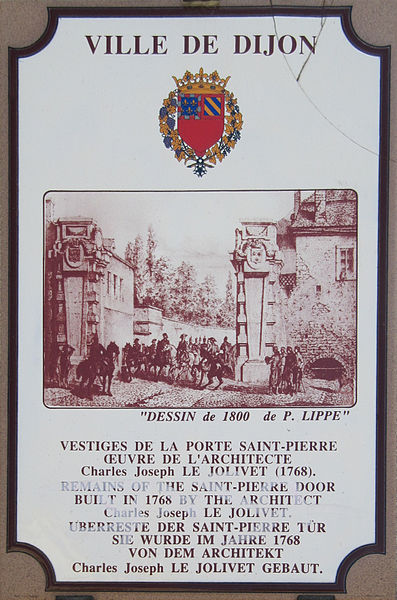 VILLE DE DIJON
"DESSIN de 1800 de P. LIPPE"
VESTIGES DE LA PORTE SAINT-PIERRE
ŒUVRE DE L'ARCHITECTE
Charles Joseph LE JOLIVET (1768).
REMAINS OF THE SAINT-PIERRE DOOR
BUILT IN 1768 BY THE ARCHITECT
Charles Joseph LE JOLIVET.
UBERRESTE DER SAINT-PIERRE TÜR
SIE WURDE IM JAHRE 1768
VON DEM ARCHITEKT
Charles Joseph LE JOLIVET GEBAUT.